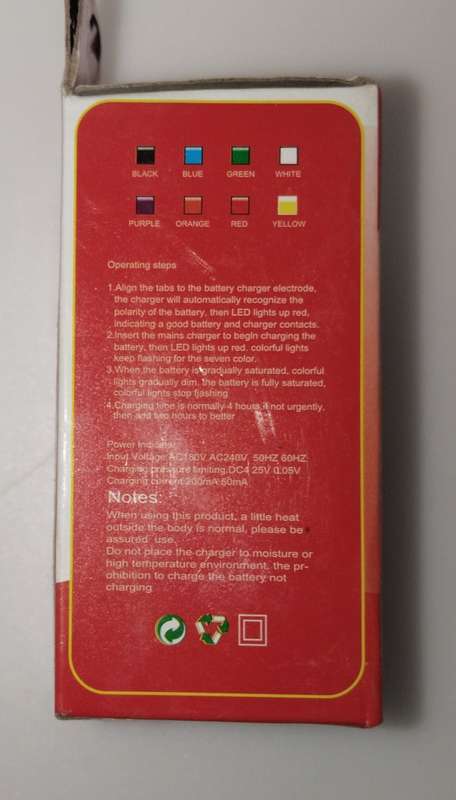 BLACK BLUE GREEN WHITE
PURPLE ORANGE RED YELLOW
Operating steps
1.Align the tabs to the battery charger electrode,
the charger will automatically recognize the
polarity of the battery, then LED lights up red,
indicating a good battery and charger contacts.
2.Insert the mains charger to begin charging the
battery, then LED lights up red. colorful lights
keep flashing for the seven color.
3.When the battery is gradually saturated, colorful
lights gradually dim, the battery is fully saturated,
colorful lights stop fjashing
4.Charging time is normally 4 hours,if not urgently,
then and two hours to better
Power Indicator
Input Voltage:AC180V AC240V 50HZ 60HZ
Charging pressure limiting:DC4 25V 0.05V
Charging current:200mA 50mA
Notes:
When using this product, a little heat
outside the body is normal, please be
assured use.
Do not place the charger to moisture or
high temperature environment, the pr-
ohibition to charge the battery not
charging